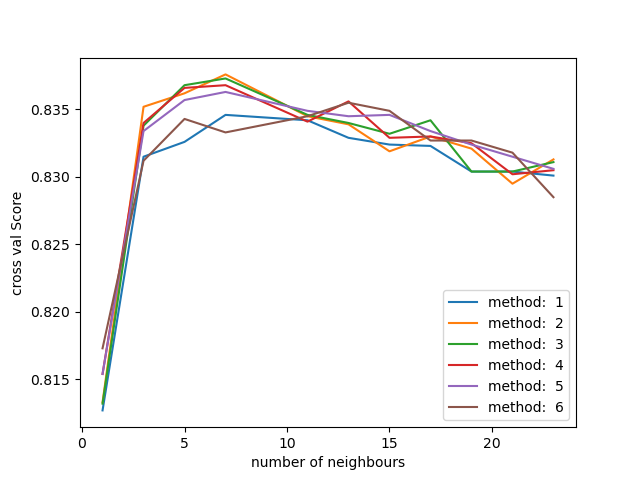 cross val Score
0.835
0.830
0.825
0.820
0.815
0 5 10 15 20
number of neighbours
method: 1
method: 2
method: 3
method: 4
method: 5
method: 6